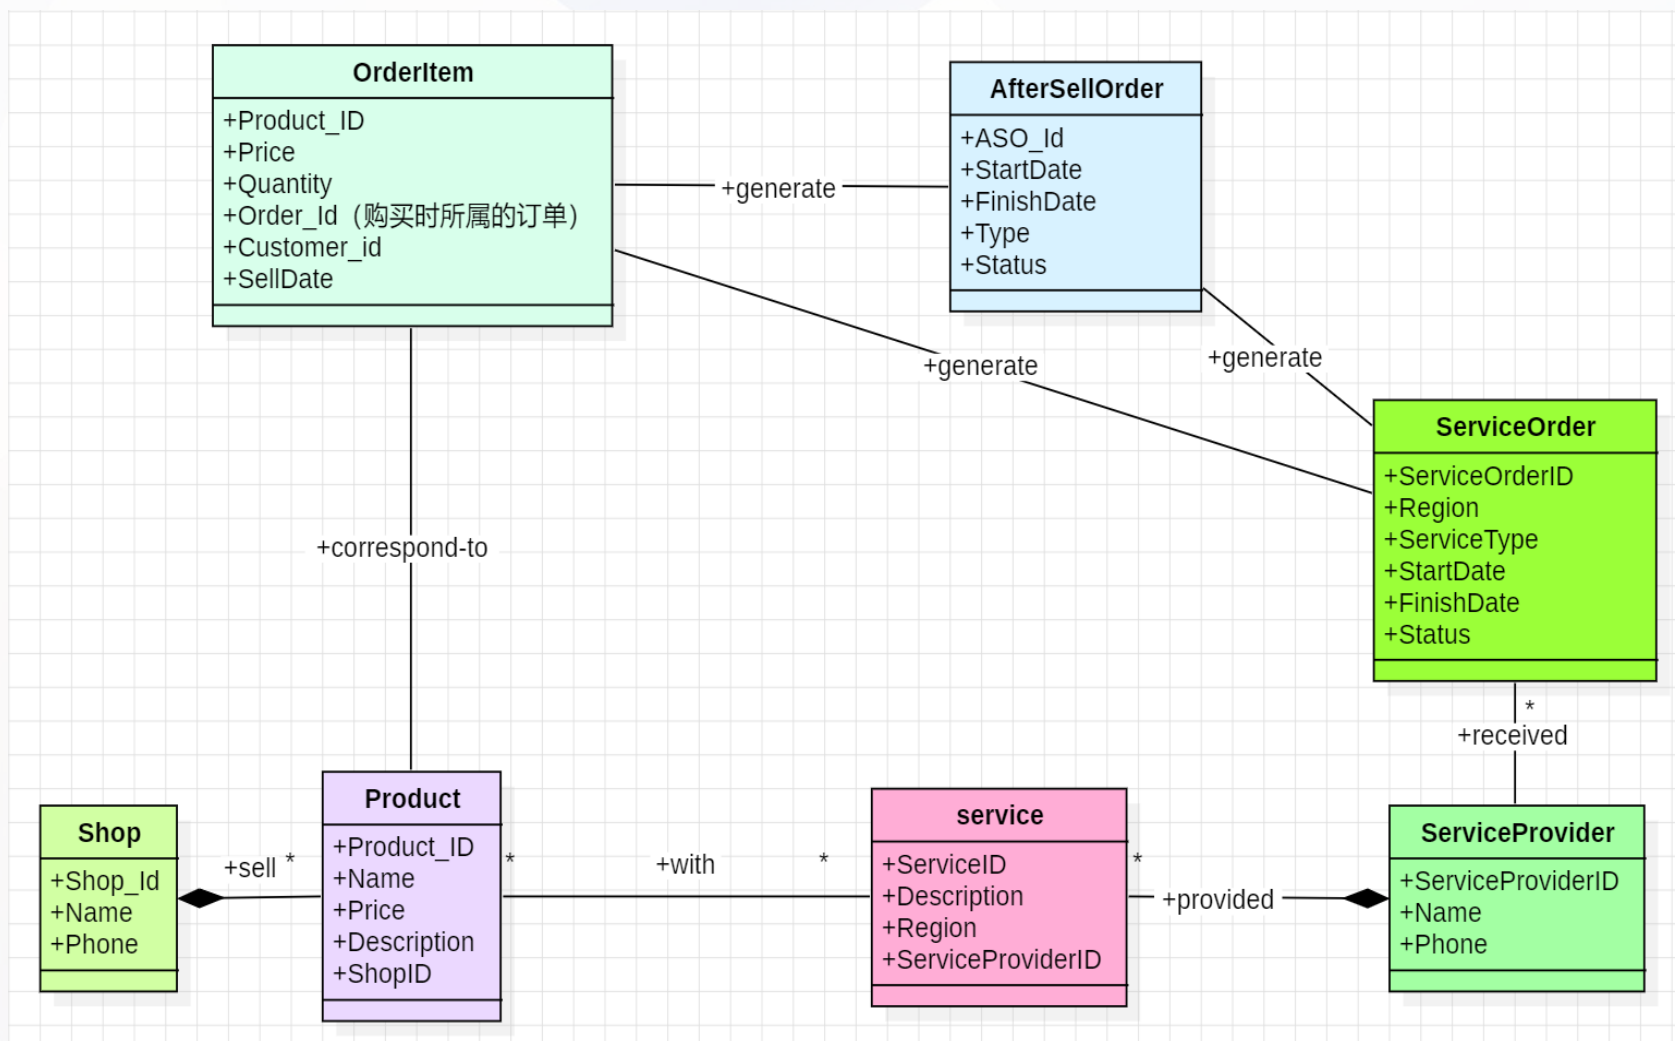 OrderItem
+Product_ID
+Price
+Quantity
+Order_Id（购买时所属的订单）
+Customer_id
+SellDate
+generate
AfterSellOrder
+ASO_Id
+StartDate
+FinishDate
+Type
+Status
+generate
+generate
ServiceOrder
+ServiceOrderID
+Region
+ServiceType
+StartDate
+FinishDate
+Status
+correspond-to
*
+received
Shop
+Shop_Id
+Name
+Phone
+sell
*
Product
+Product_ID
+Name
+Price
+Description
+ShopID
*
+with
*
service
+ServiceID
+Description
+Region
+ServiceProviderID
*
+provided
ServiceProvider
+ServiceProviderID
+Name
+Phone